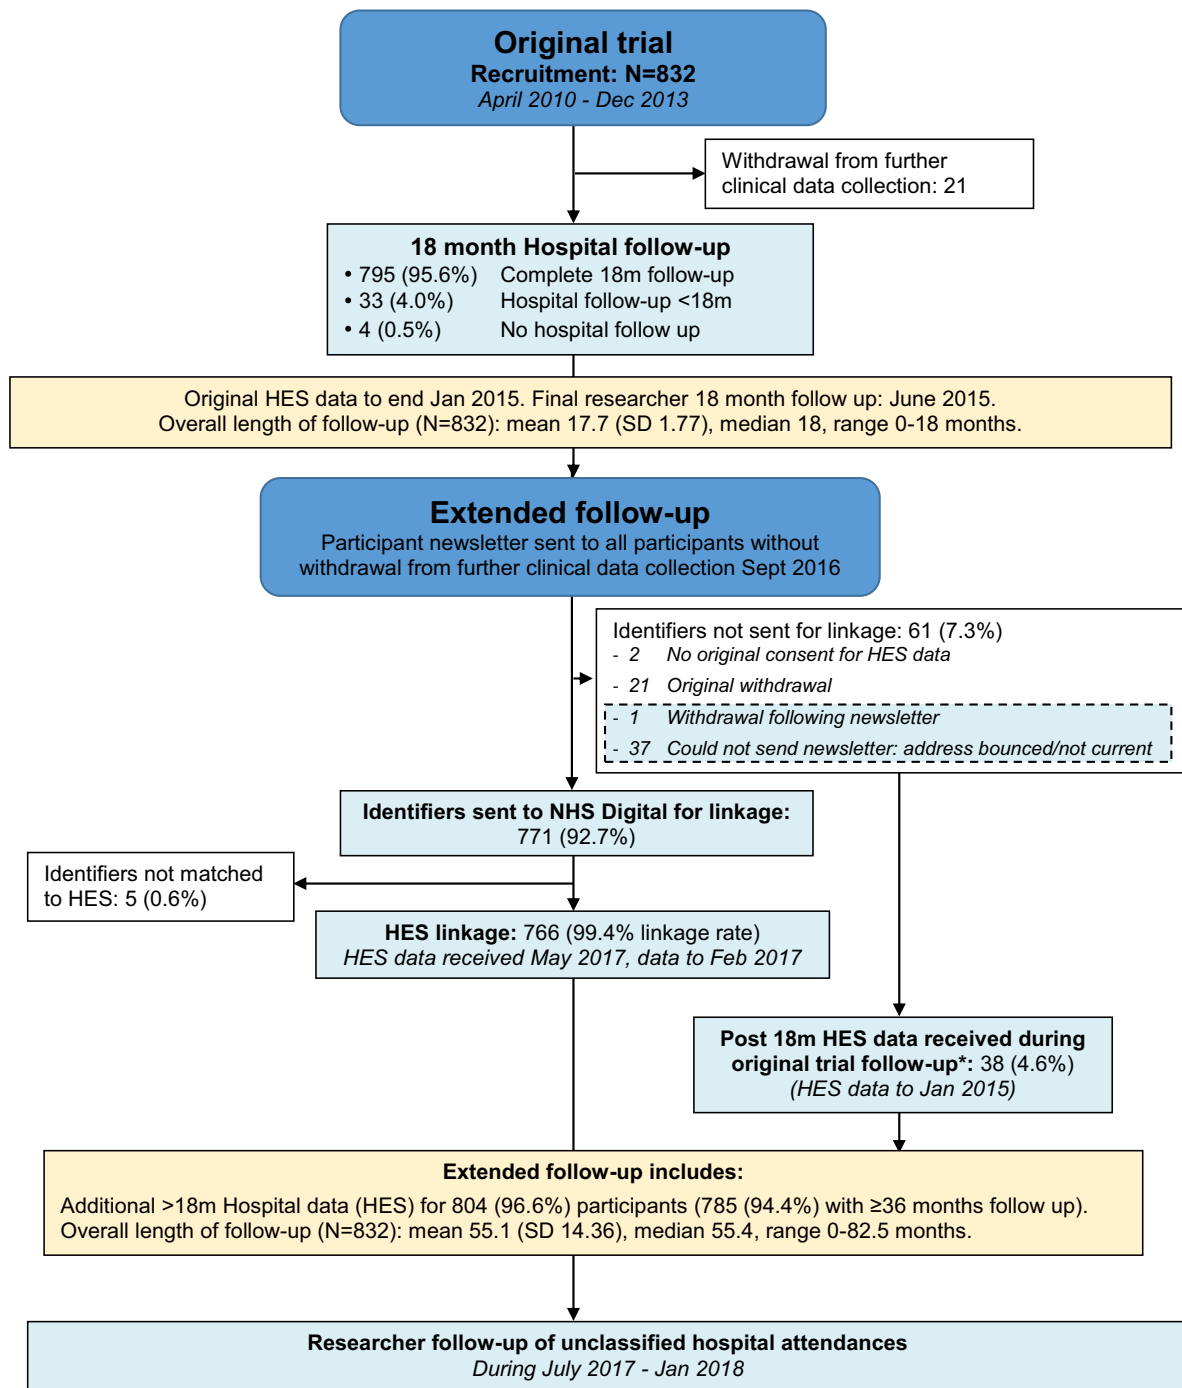 Original trial
Recruitment: N=832
April 2010 - Dec 2013
Withdrawal from further
clinical data collection: 21
18 month Hospital follow-up
• 795 (95.6%) Complete 18m follow-up
• 33 (4.0%) Hospital follow-up <18m
• 4 (0.5%) No hospital follow up
Original HES data to end Jan 2015. Final researcher 18 month follow up: June 2015.
Overall length of follow-up (N=832): mean 17.7 (SD 1.77), median 18, range 0-18 months.
Extended follow-up
Participant newsletter sent to all participants without
withdrawal from further clinical data collection Sept 2016
Identifiers not sent for linkage: 61 (7.3%)
- 2 No original consent for HES data
- 21 Original withdrawal
- 1 Withdrawal following newsletter
- 37 Could not send newsletter: address bounced/not current
Identifiers sent to NHS Digital for linkage:
771 (92.7%)
Identifiers not matched
to HES: 5 (0.6%)
HES linkage: 766 (99.4% linkage rate)
HES data received May 2017, data to Feb 2017
Post 18m HES data received during
original trial follow-up*: 38 (4.6%)
(HES data to Jan 2015)
Extended follow-up includes:
Additional >18m Hospital data (HES) for 804 (96.6%) participants (785 (94.4%) with ≥36 months follow up).
Overall length of follow-up (N=832): mean 55.1 (SD 14.36), median 55.4, range 0-82.5 months.
Researcher follow-up of unclassified hospital attendances
During July 2017 - Jan 2018